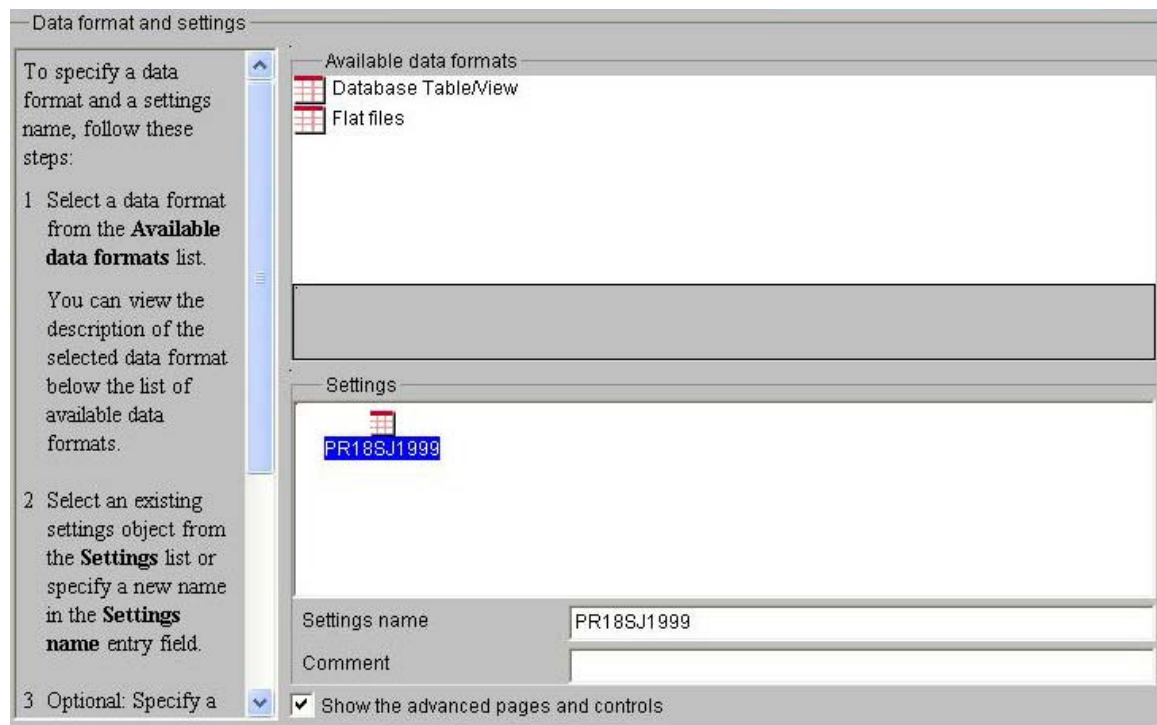 Data format and settings
To specify a data
format and a settings
name, follow these
steps:
1 Select a data format
from the Available
data formats list.
You can view the
description of the
selected data format
below the list of
available data
formats.
2 Select an existing
settings object from
the Settings list or
specify a new name
in the Settings
name entry field.
3 Optional: Specify a
Available data formats
Database Table/View
Flat files
Settings
PR18SJ1999
Settings name PR18SJ1999
Comment
Show the advanced pages and controls